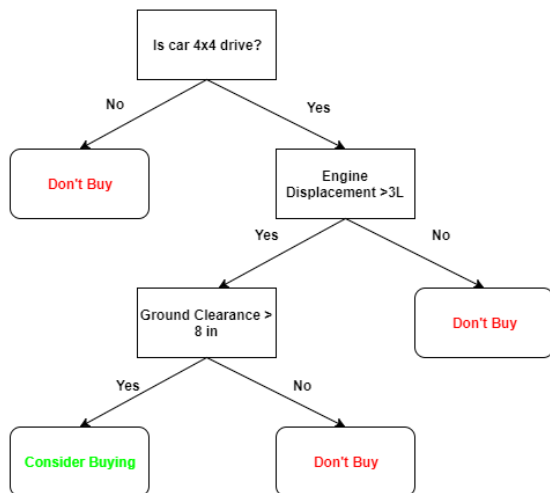 Is car 4x4 drive?
No
Yes
Don't Buy
Engine
Displacement >3L
Yes
No
Ground Clearance >
8 in
Don't Buy
Yes
No
Consider Buying
Don't Buy